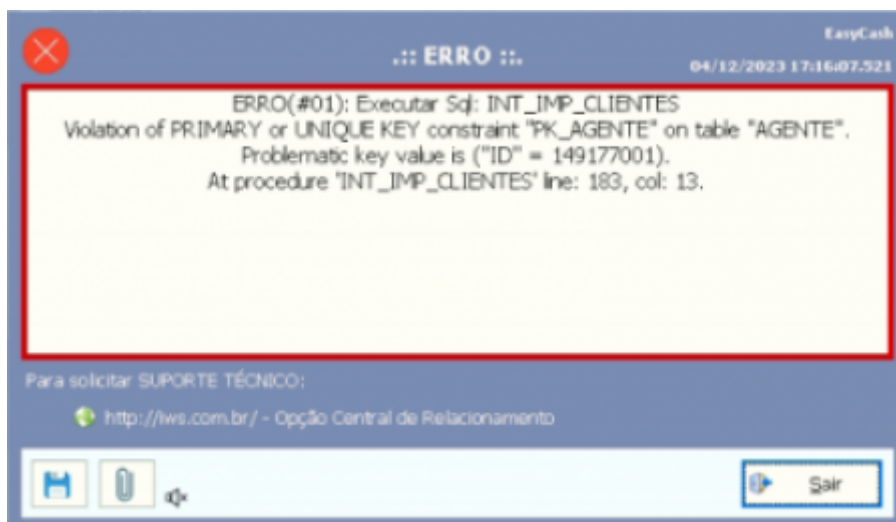 EasyCash
.:: ERRO ::.
04/12/2023 17:16:07.521
ERRO(#01): Executar Sql: INT_IMP_CLIENTES
Violation of PRIMARY or UNIQUE KEY constraint "PK_AGENTE" on table "AGENTE".
Problematic key value is ("ID" = 149177001).
At procedure 'INT_IMP_CLIENTES' line: 183, col: 13.
Para solicitar SUPORTE TÉCNICO:
http://iws.com.br/ - Opção Central de Relacionamento
Sair